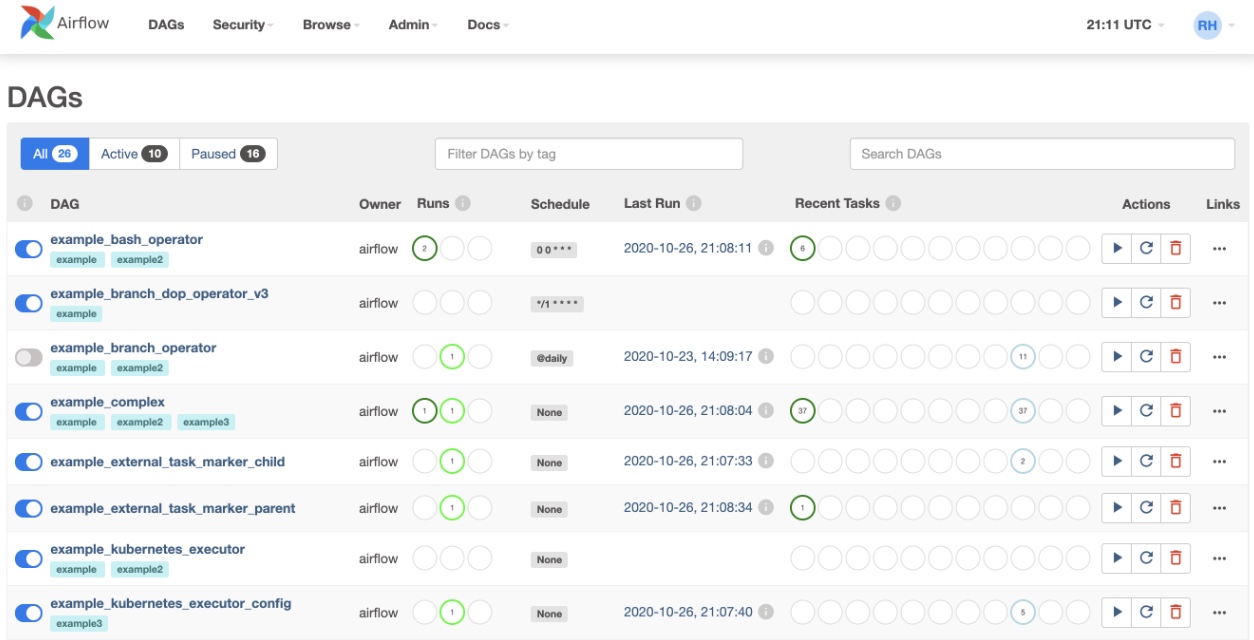 Airflow DAGs Security Browse Admin Docs 21:11 UTC RH
DAGs
All 26 Active 10 Paused 16 Filter DAGs by tag Search DAGs
i DAG Owner Runs i Schedule Last Run i Recent Tasks i Actions Links
example_bash_operator
airflow 2 0 0 * * * 2020-10-26, 21:08:11 i 6
example example2
example_branch_dop_operator_v3
airflow */1 * * * *
example
example_branch_operator
airflow 1 @daily 2020-10-23, 14:09:17 i 11
example example2
example_complex
airflow 1 1 None 2020-10-26, 21:08:04 i 37 37
example example2 example3
example_external_task_marker_child airflow 1 None 2020-10-26, 21:07:33 i 2
example_external_task_marker_parent airflow 1 None 2020-10-26, 21:08:34 i 1
example_kubernetes_executor
airflow None
example example2
example_kubernetes_executor_config
airflow 1 None 2020-10-26, 21:07:40 i 5
example3